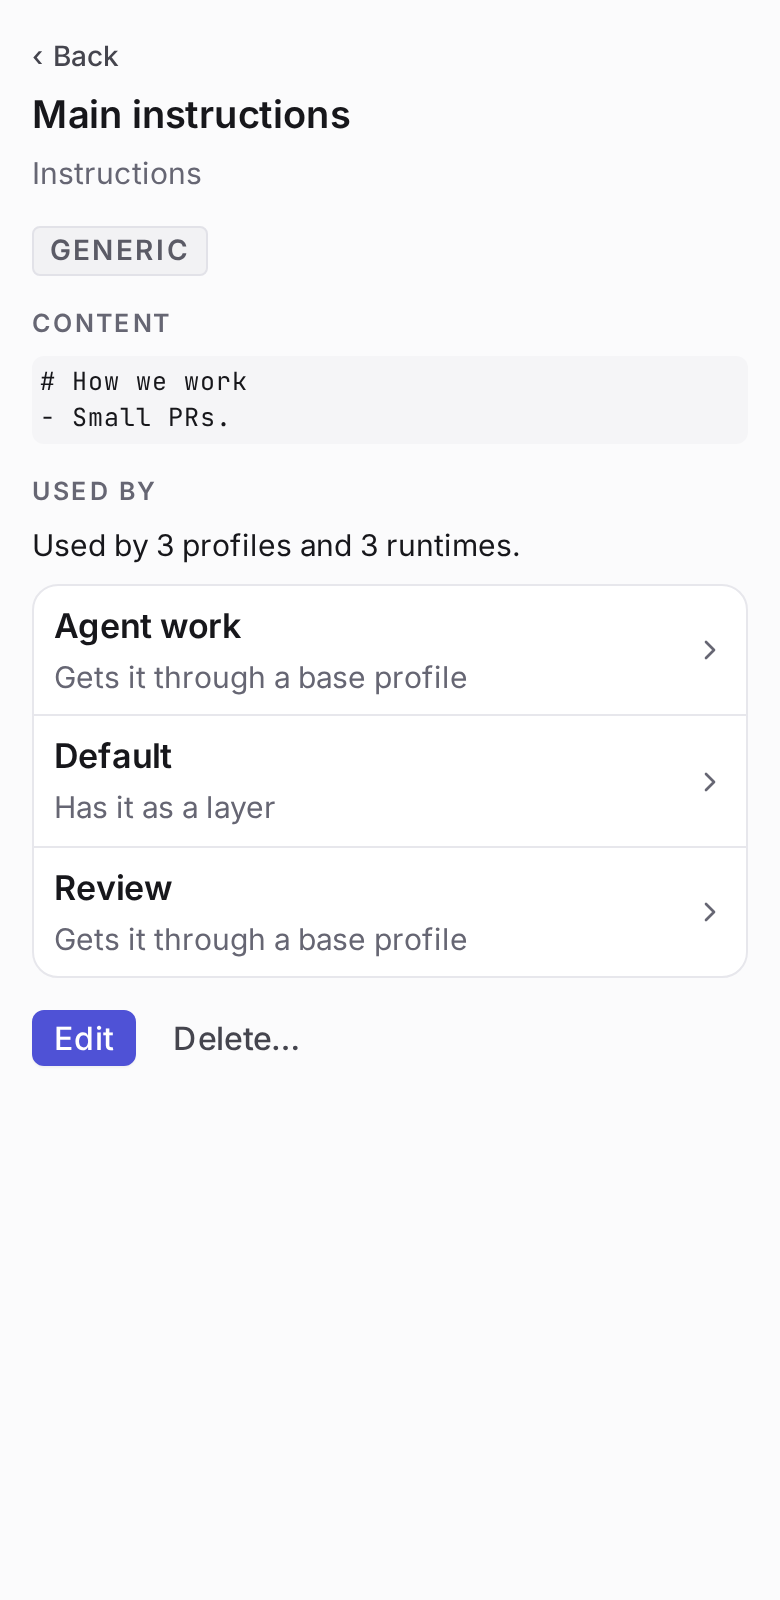 ‹ Back
Main instructions
Instructions
GENERIC
CONTENT
# How we work
- Small PRs.
USED BY
Used by 3 profiles and 3 runtimes.
Agent work
Gets it through a base profile
Default
Has it as a layer
Review
Gets it through a base profile
Edit Delete...